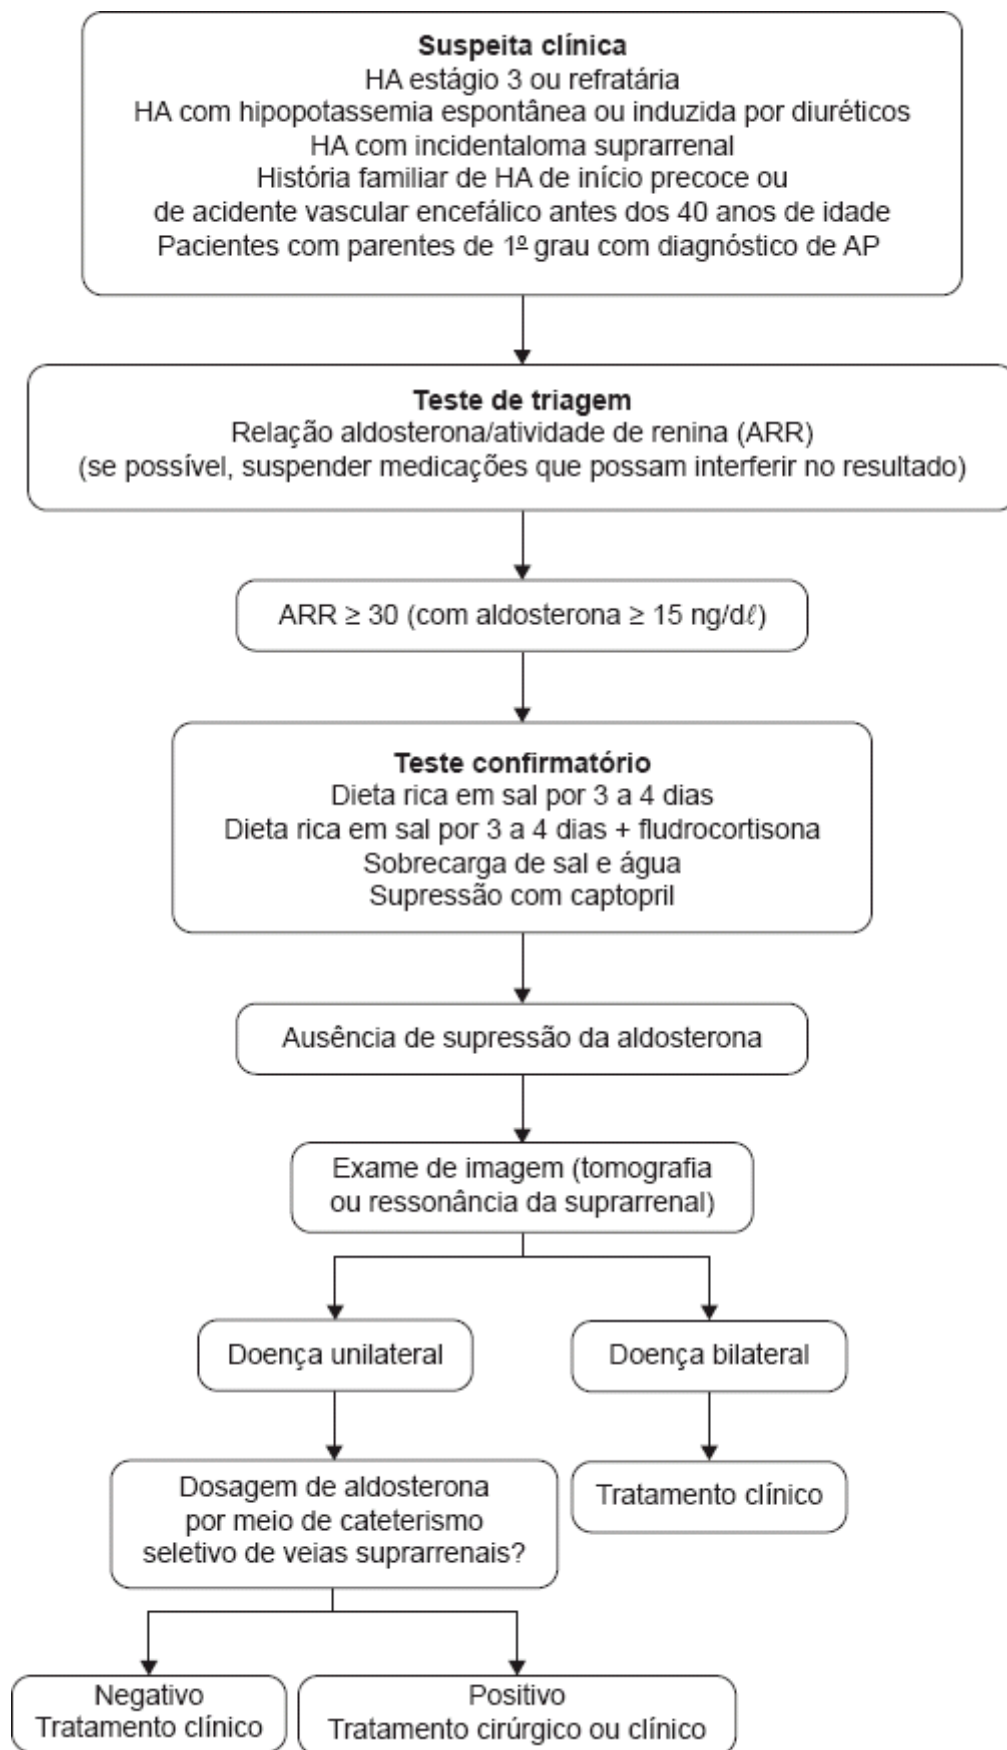 Suspeita clínica
HA estágio 3 ou refratária
HA com hipopotassemia espontânea ou induzida por diuréticos
HA com incidentaloma suprarrenal
História familiar de HA de início precoce ou
de acidente vascular encefálico antes dos 40 anos de idade
Pacientes com parentes de 1º grau com diagnóstico de AP
Teste de triagem
Relação aldosterona/atividade de renina (ARR)
(se possível, suspender medicações que possam interferir no resultado)
ARR ≥ 30 (com aldosterona ≥ 15 ng/dℓ)
Teste confirmatório
Dieta rica em sal por 3 a 4 dias
Dieta rica em sal por 3 a 4 dias + fludrocortisona
Sobrecarga de sal e água
Supressão com captopril
Ausência de supressão da aldosterona
Exame de imagem (tomografia
ou ressonância da suprarrenal)
Doença unilateral
Doença bilateral
Dosagem de aldosterona
por meio de cateterismo
seletivo de veias suprarrenais?
Tratamento clínico
Negativo
Tratamento clínico
Positivo
Tratamento cirúrgico ou clínico